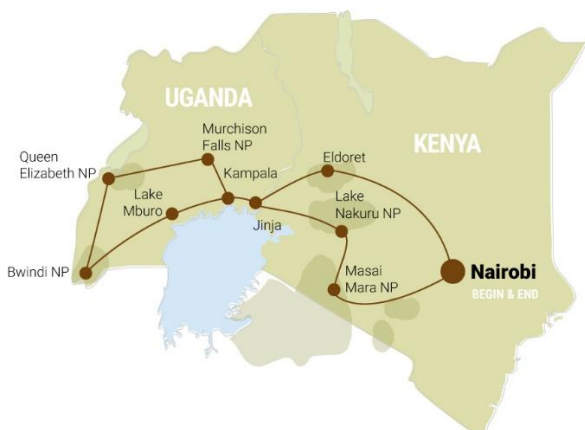 UGANDA
KENYA
Murchison
Falls NP
Queen
Elizabeth NP
Kampala
Eldoret
Lake
Mburo
Lake
Nakuru NP
Jinja
Bwindi NP
Masai
Mara NP
Nairobi
BEGIN & END